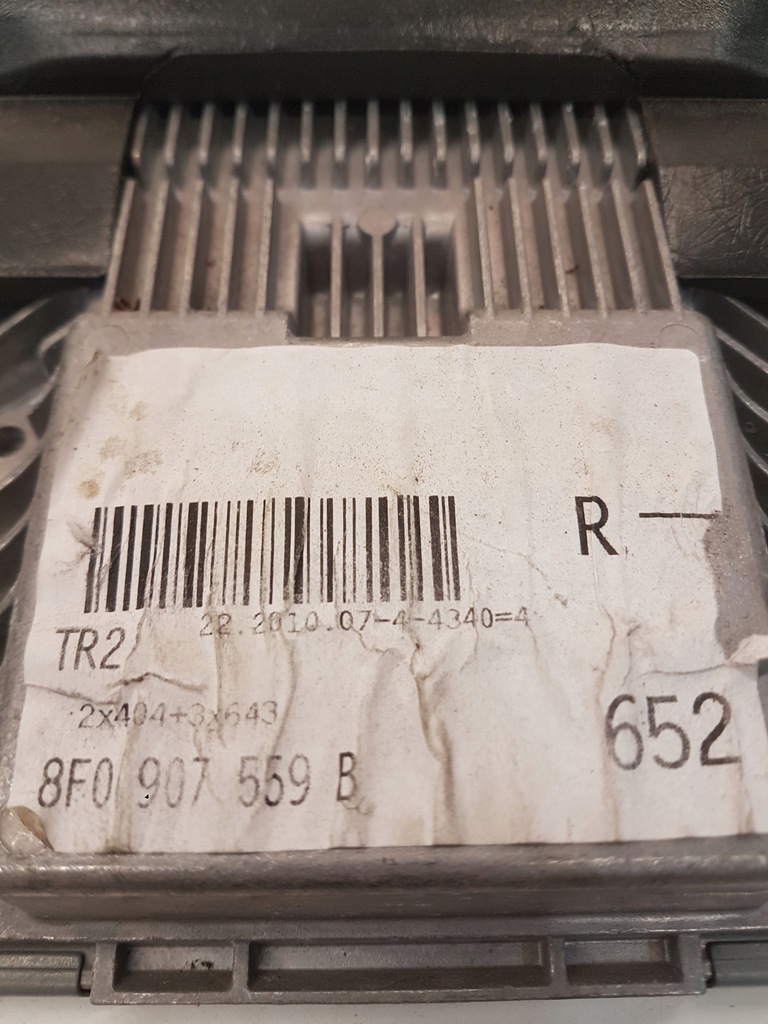 R —
22.2010.07-4-4340=4
TR2
2x404+3x643
652
8F0 907 559 B